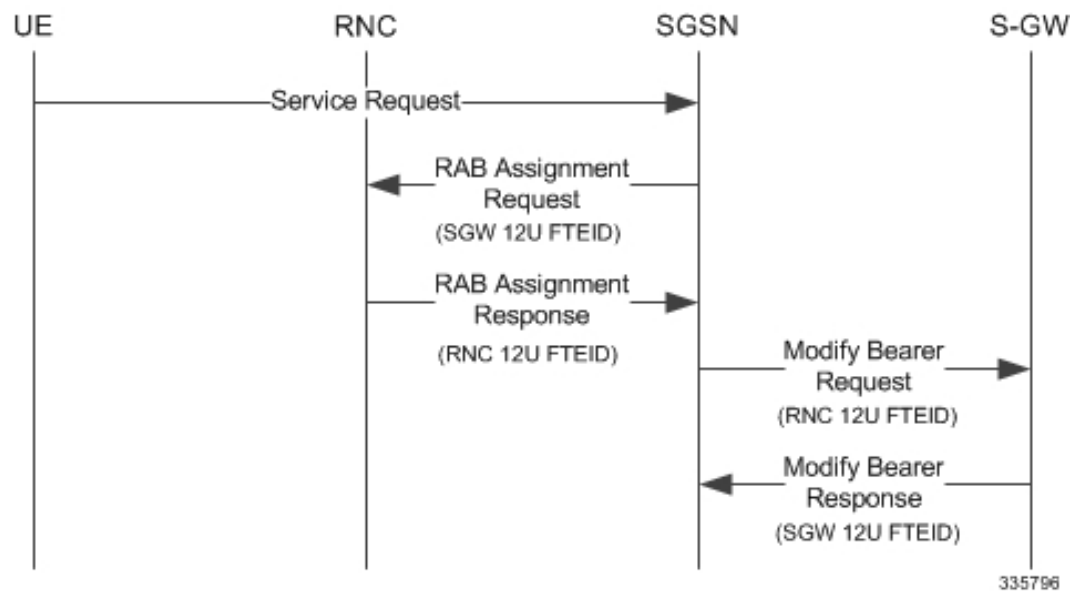 UE RNC SGSN S-GW
Service Request
RAB Assignment
Request
(SGW 12U FTEID)
RAB Assignment
Response
(RNC 12U FTEID)
Modify Bearer
Request
(RNC 12U FTEID)
Modify Bearer
Response
(SGW 12U FTEID)
335796